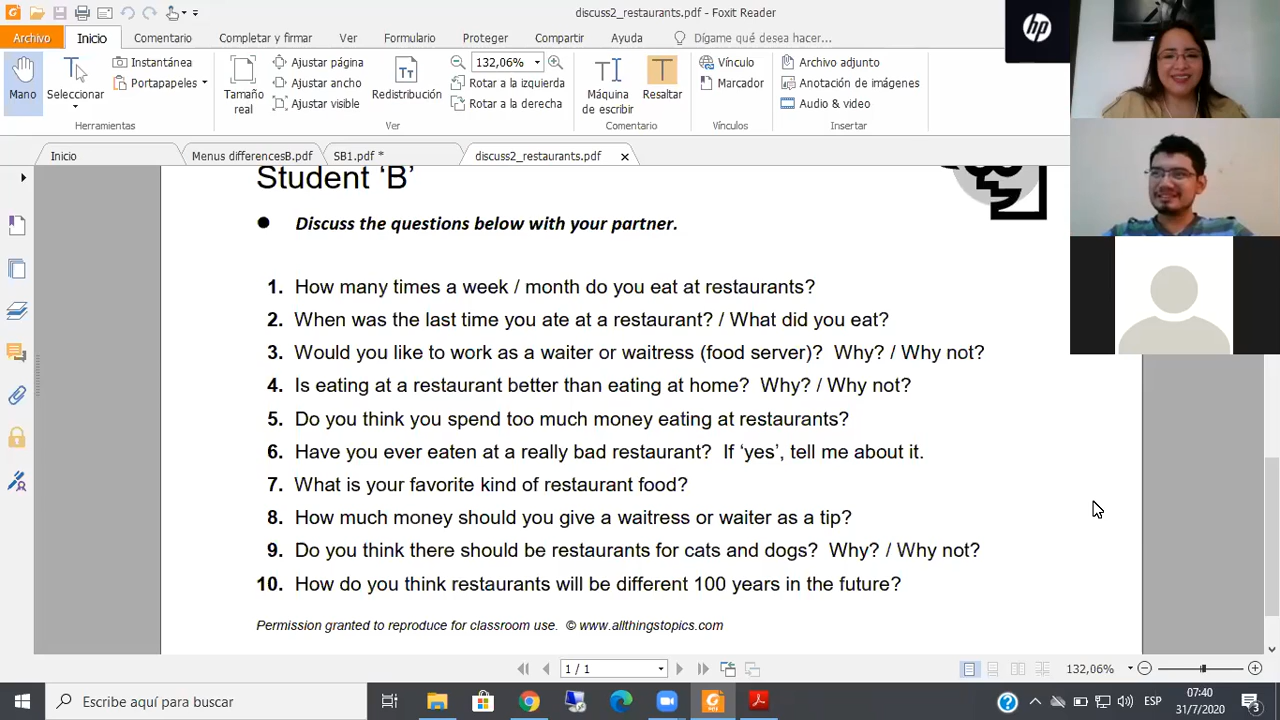 discuss2_restaurants.pdf - Foxit Reader
Archivo Inicio Comentario Completar y firmar Ver Formulario Proteger Compartir Ayuda Dígame qué desea hacer...
Mano
Seleccionar
Instantánea
Portapapeles
Herramientas
Tamaño real
Ajustar página
Ajustar ancho
Ajustar visible
Redistribución
132,06%
Rotar a la izquierda
Rotar a la derecha
Ver
Máquina de escribir
Resaltar
Comentario
Vínculo
Marcador
Vínculos
Archivo adjunto
Anotación de imágenes
Audio & video
Insertar
hp
Inicio Menus differencesB.pdf SB1.pdf * discuss2_restaurants.pdf
Student ‘B’
● Discuss the questions below with your partner.
1. How many times a week / month do you eat at restaurants?
2. When was the last time you ate at a restaurant? / What did you eat?
3. Would you like to work as a waiter or waitress (food server)? Why? / Why not?
4. Is eating at a restaurant better than eating at home? Why? / Why not?
5. Do you think you spend too much money eating at restaurants?
6. Have you ever eaten at a really bad restaurant? If ‘yes’, tell me about it.
7. What is your favorite kind of restaurant food?
8. How much money should you give a waitress or waiter as a tip?
9. Do you think there should be restaurants for cats and dogs? Why? / Why not?
10. How do you think restaurants will be different 100 years in the future?
Permission granted to reproduce for classroom use. © www.allthingstopics.com
1 / 1
132,06%
Escribe aquí para buscar
ESP
07:40
31/7/2020
3